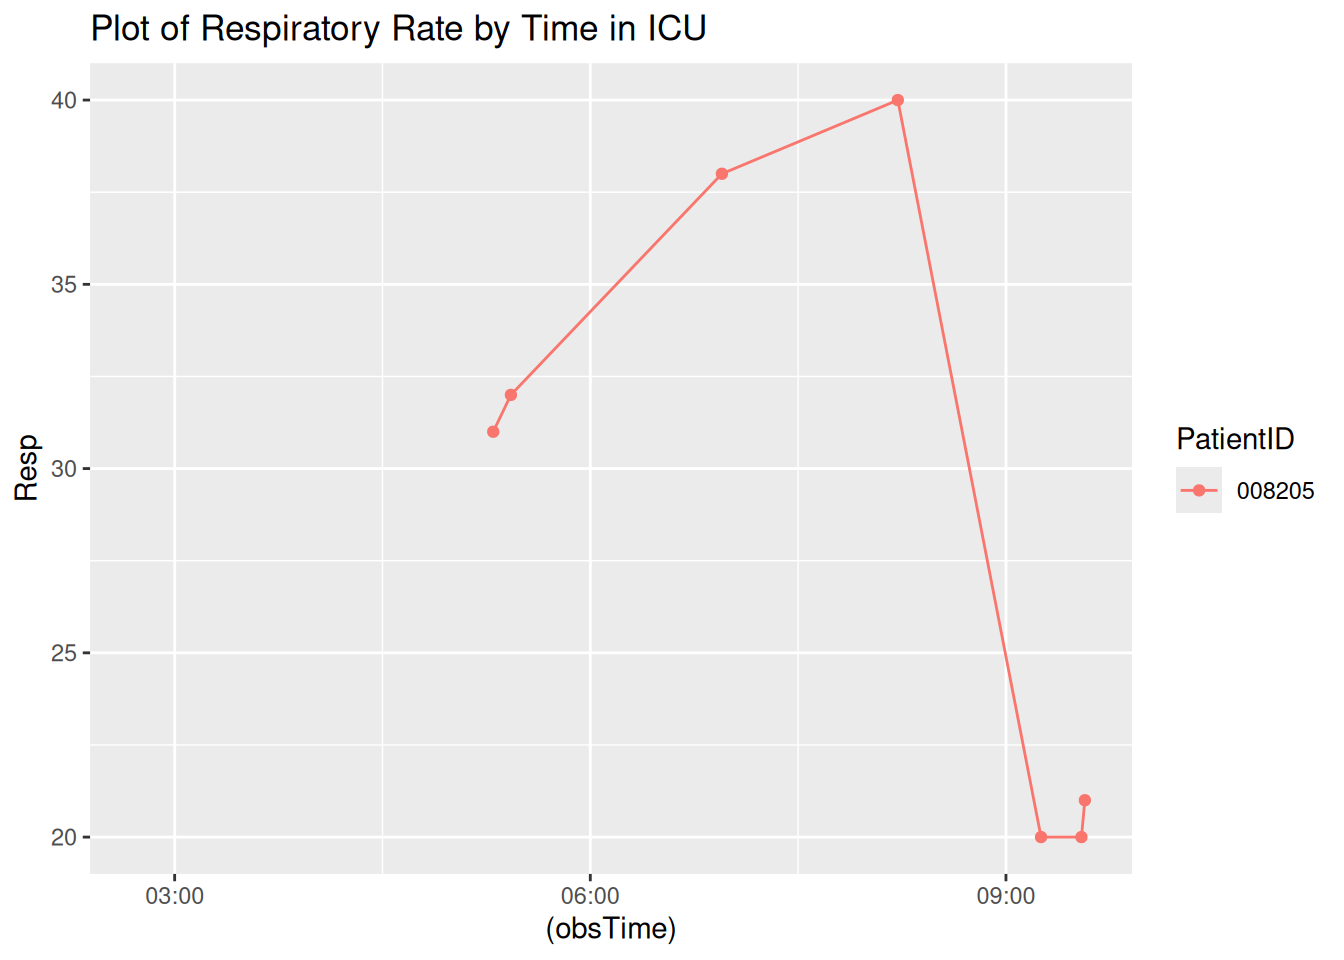 Plot of Respiratory Rate by Time in ICU
40
35
30
25
20
Resp
03:00 06:00 09:00
(obsTime)
PatientID
008205